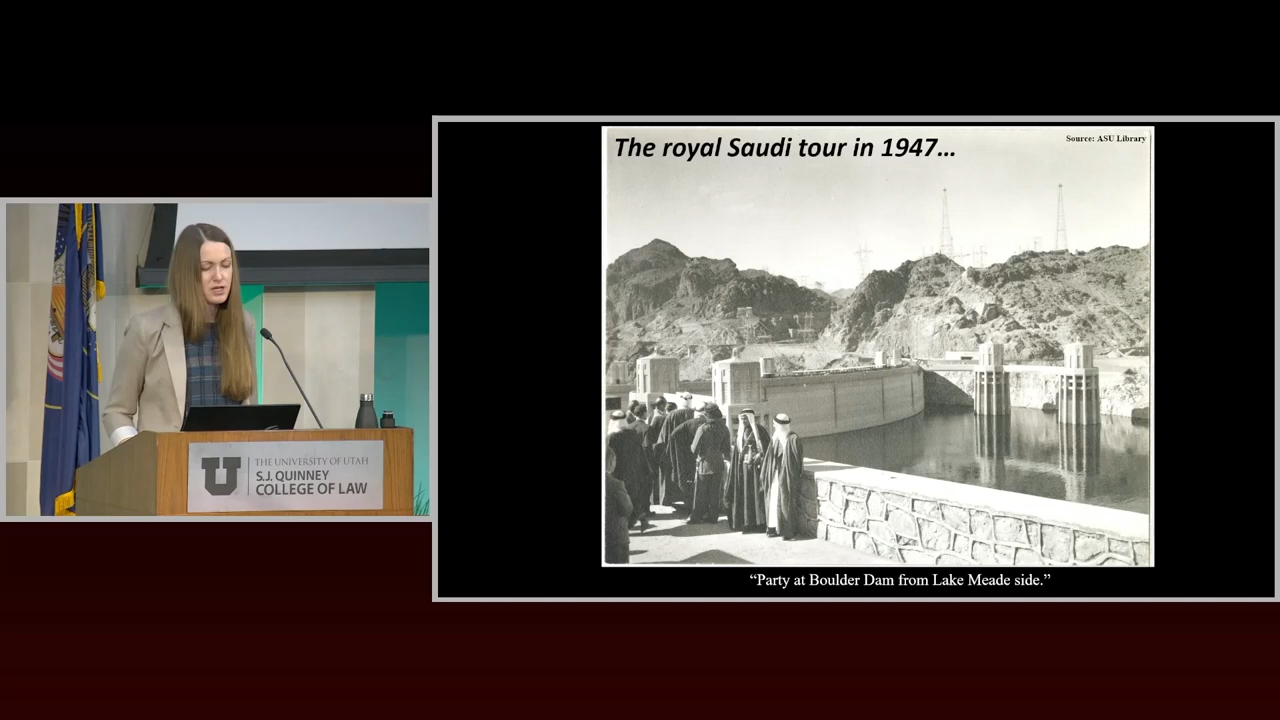 The royal Saudi tour in 1947...
Source: ASU Library
U
THE UNIVERSITY OF UTAH
S.J. QUINNEY
COLLEGE OF LAW
“Party at Boulder Dam from Lake Meade side.”